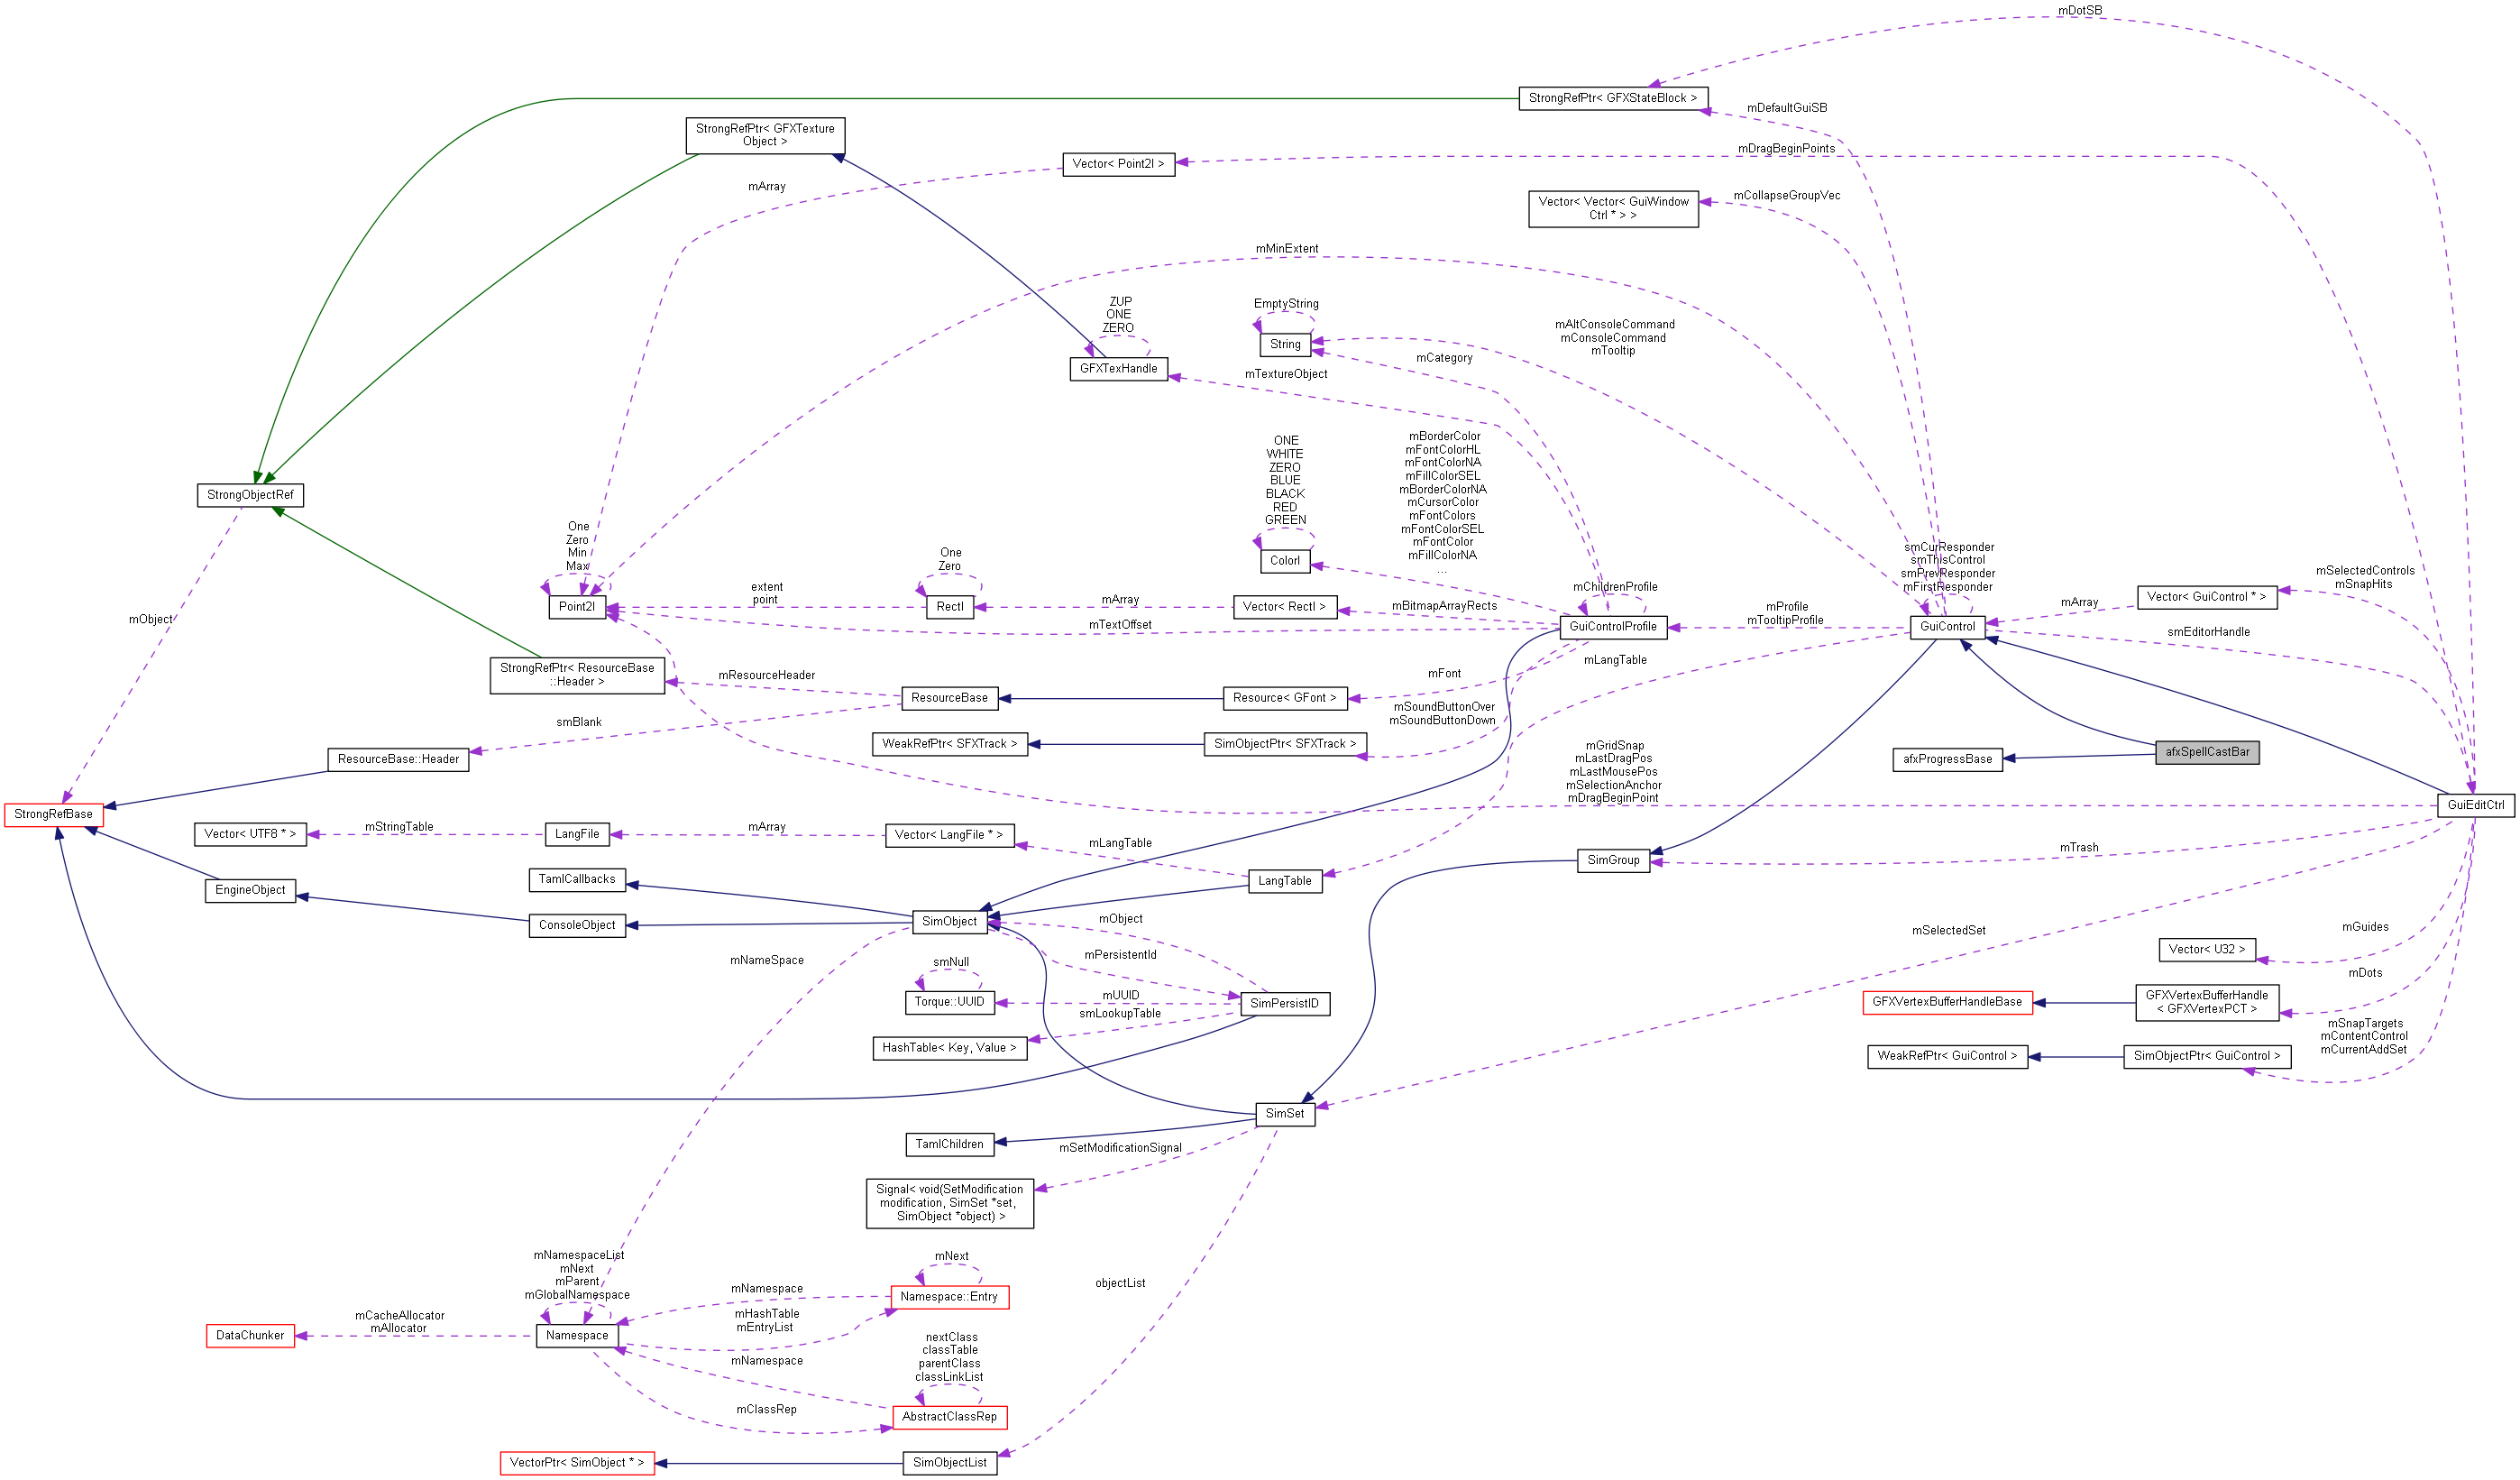 mDotSB
StrongRefPtr< GFXStateBlock >
mDefaultGuiSB
StrongRefPtr< GFXTexture
Object >
mDragBeginPoints
Vector< Point2I >
mArray
mCollapseGroupVec
Vector< Vector< GuiWindow
Ctrl * > >
mMinExtent
ZUP
ONE
ZERO
EmptyString
mAltConsoleCommand
mConsoleCommand
mTooltip
String
mCategory
GFXTexHandle
mTextureObject
ONE
WHITE
ZERO
BLUE
BLACK
RED
GREEN
mBorderColor
mFontColorHL
mFontColorNA
mFillColorSEL
mBorderColorNA
mCursorColor
mFontColors
mFontColorSEL
mFontColor
mFillColorNA
...
StrongObjectRef
One
Zero
Min
Max
One
Zero
ColorI
smCurResponder
smThisControl
smPrevResponder
mFirstResponder
mSelectedControls
mSnapHits
mChildrenProfile
extent
point
Point2I
RectI
mArray
Vector< RectI >
mBitmapArrayRects
mTextOffset
GuiControlProfile
mProfile
mTooltipProfile
GuiControl
mArray
Vector< GuiControl * >
smEditorHandle
mObject
StrongRefPtr< ResourceBase
::Header >
mResourceHeader
ResourceBase
Resource< GFont >
mFont
mLangTable
smBlank
mSoundButtonOver
mSoundButtonDown
WeakRefPtr< SFXTrack >
SimObjectPtr< SFXTrack >
mGridSnap
mLastDragPos
mLastMousePos
mSelectionAnchor
mDragBeginPoint
afxProgressBase
afxSpellCastBar
ResourceBase::Header
StrongRefBase
GuiEditCtrl
Vector< UTF8 * >
mStringTable
LangFile
mArray
Vector< LangFile * >
mLangTable
mTrash
SimGroup
EngineObject
TamlCallbacks
LangTable
ConsoleObject
SimObject
mObject
mPersistentId
mNameSpace
mSelectedSet
mGuides
Vector< U32 >
mDots
smNull
Torque::UUID
mUUID
smLookupTable
SimPersistID
GFXVertexBufferHandleBase
GFXVertexBufferHandle
< GFXVertexPCT >
HashTable< Key, Value >
mSnapTargets
mContentControl
mCurrentAddSet
WeakRefPtr< GuiControl >
SimObjectPtr< GuiControl >
SimSet
TamlChildren
mSetModificationSignal
Signal< void(SetModification
modification, SimSet *set,
SimObject *object) >
mNamespaceList
mNext
mParent
mGlobalNamespace
mNext
objectList
mNamespace
Namespace::Entry
mCacheAllocator
mAllocator
mHashTable
mEntryList
DataChunker
Namespace
mNamespace
nextClass
classTable
parentClass
classLinkList
mClassRep
AbstractClassRep
VectorPtr< SimObject * >
SimObjectList